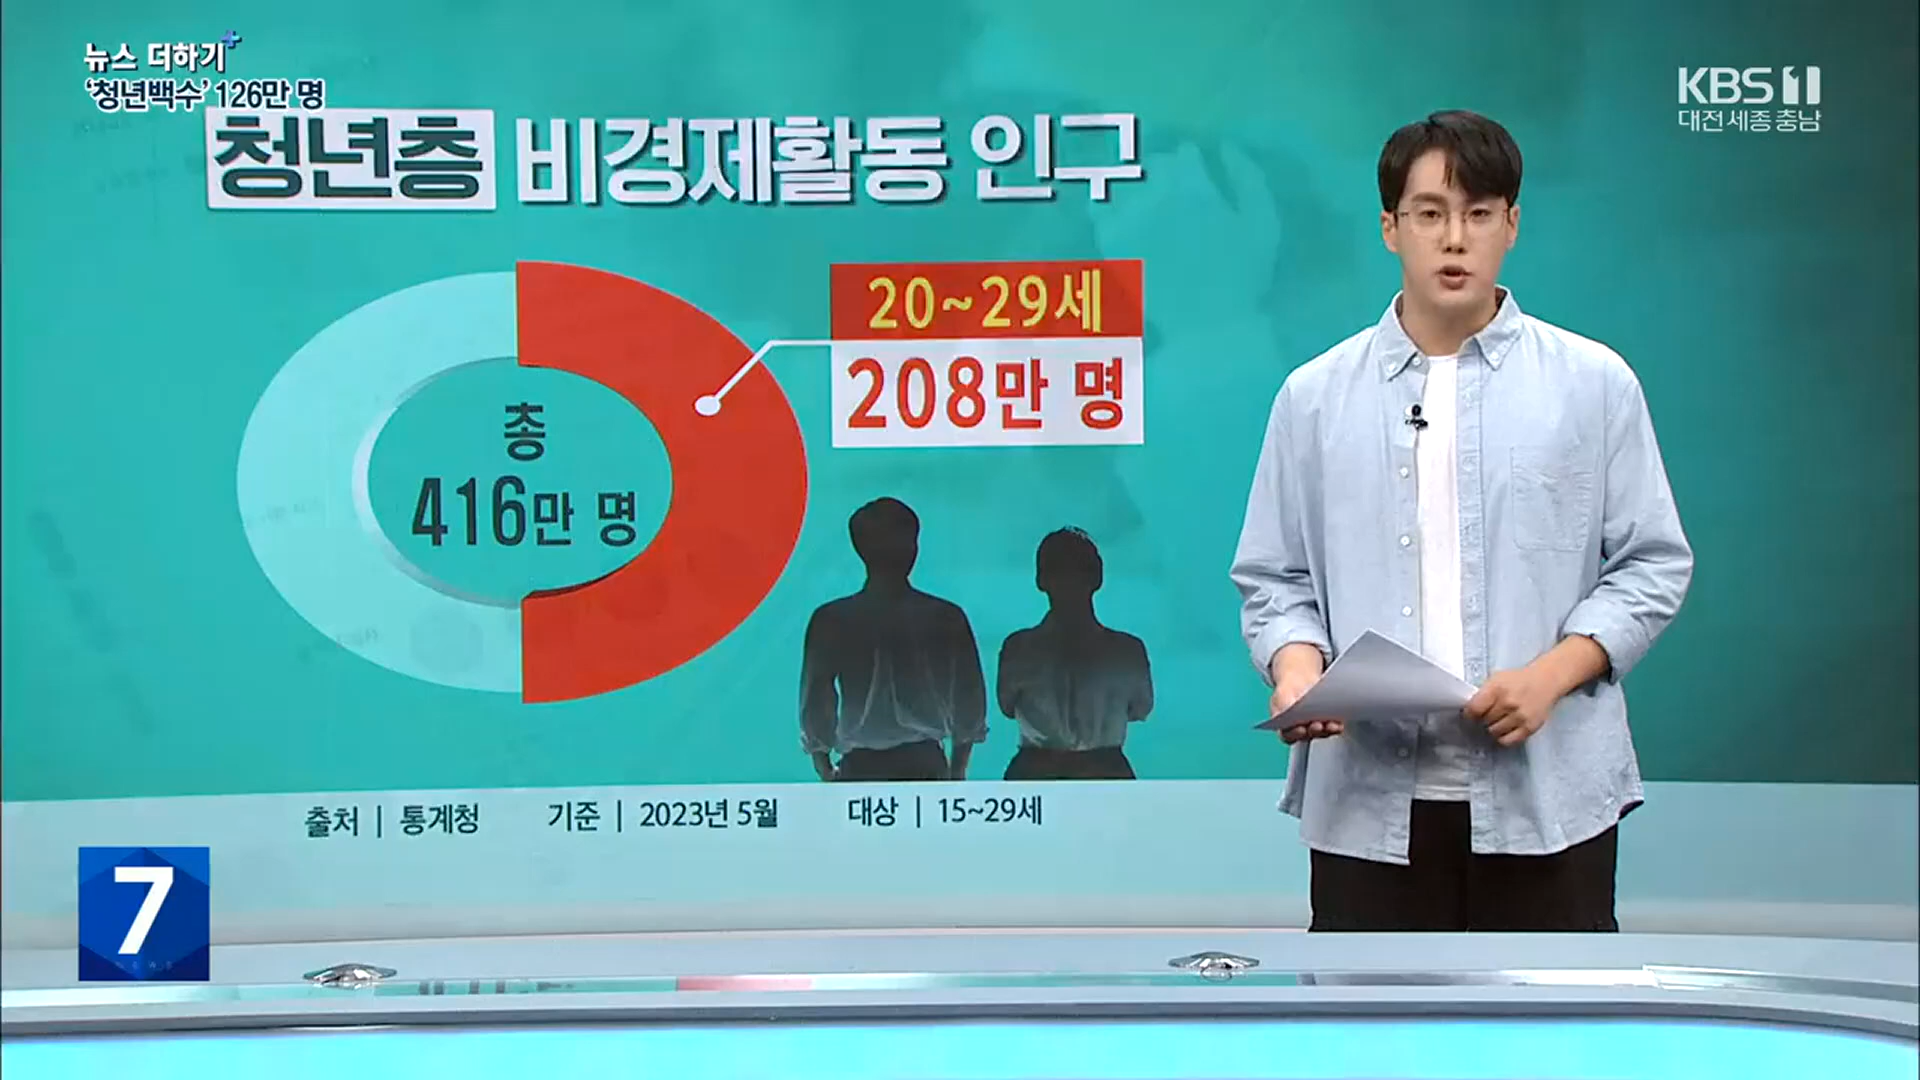 뉴스 더하기+
‘청년백수’ 126만 명
KBS 1
대전 세종 충남
청년층 비경제활동 인구
20~29세
208만 명
총
416만 명
출처 | 통계청 기준 | 2023년 5월 대상 | 15~29세
7